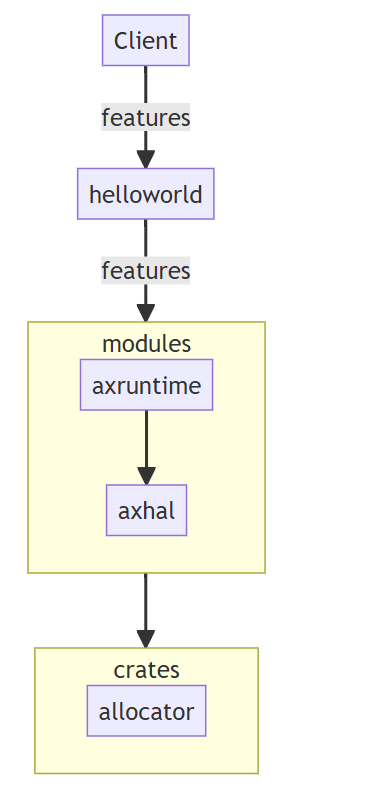 Client
features
helloworld
features
modules
axruntime
axhal
crates
allocator